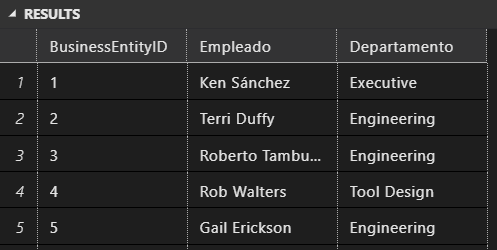 RESULTS
BusinessEntityID Empleado Departamento
1 1 Ken Sánchez Executive
2 2 Terri Duffy Engineering
3 3 Roberto Tambu... Engineering
4 4 Rob Walters Tool Design
5 5 Gail Erickson Engineering